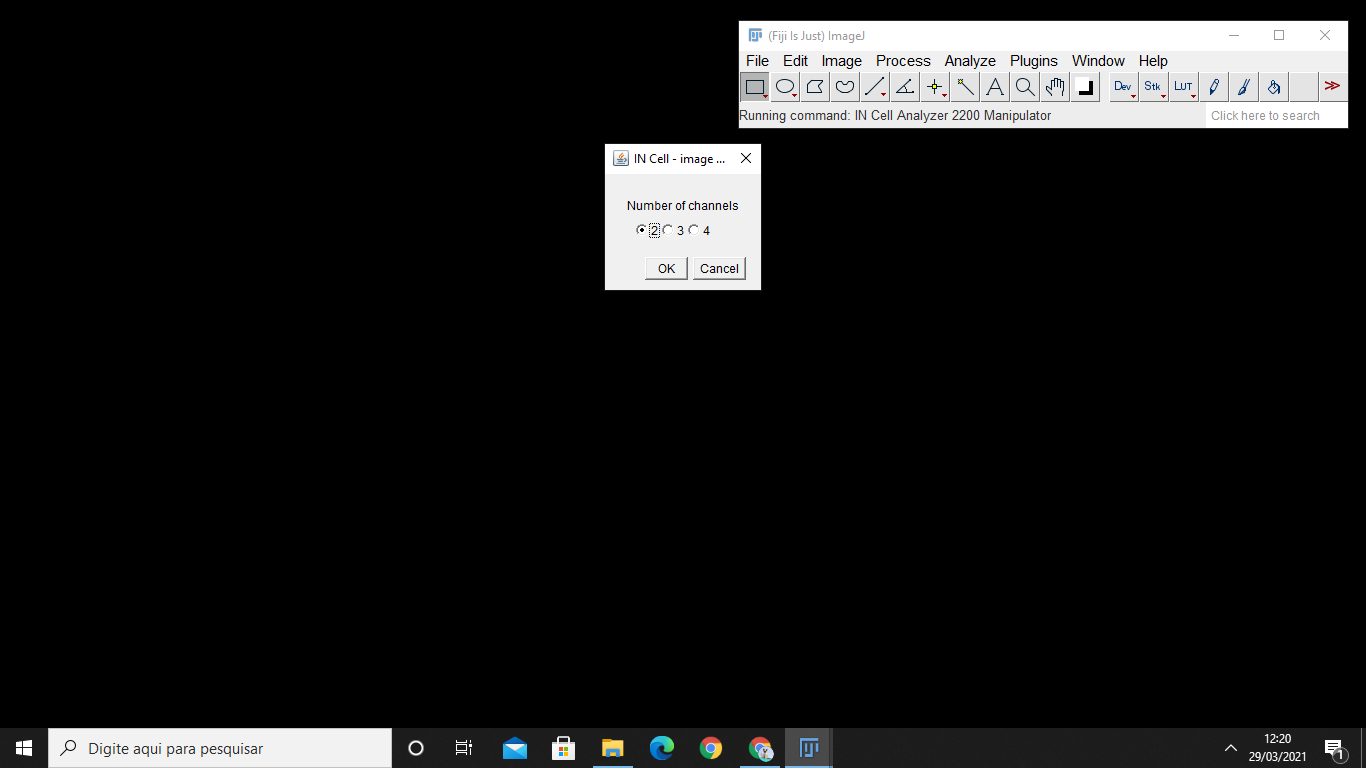 (Fiji Is Just) ImageJ
File Edit Image Process Analyze Plugins Window Help
Dev Stk LUT
Running command: IN Cell Analyzer 2200 Manipulator
Click here to search
IN Cell - image ...
Number of channels
2 3 4
OK Cancel
Digite aqui para pesquisar
12:20
29/03/2021
1